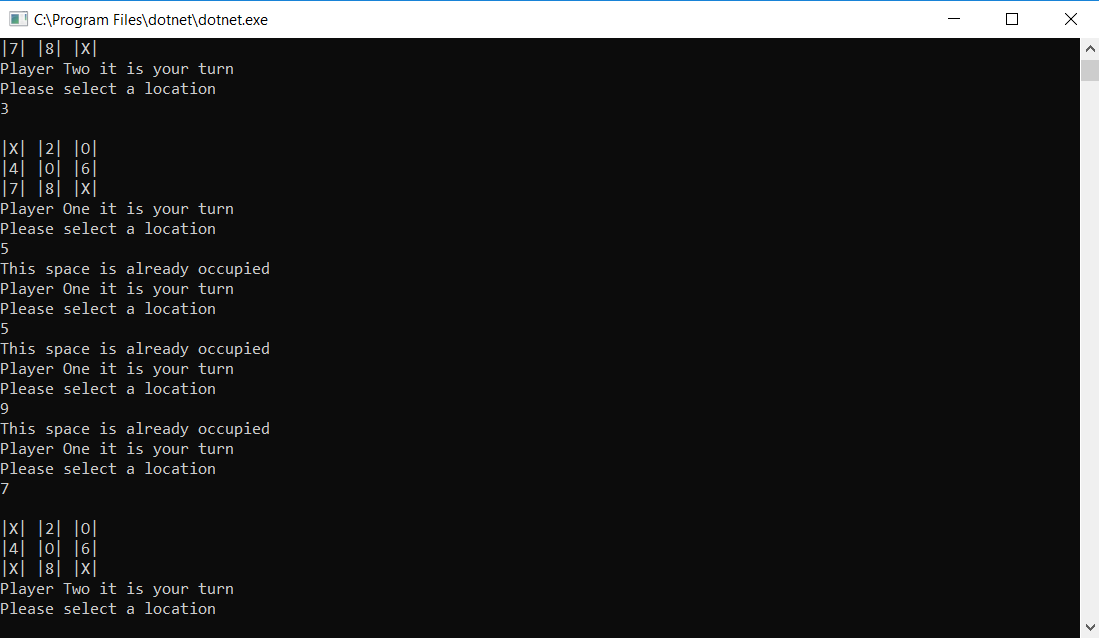 C:\Program Files\dotnet\dotnet.exe
|7| |8| |X|
Player Two it is your turn
Please select a location
3
|X| |2| |O|
|4| |O| |6|
|7| |8| |X|
Player One it is your turn
Please select a location
5
This space is already occupied
Player One it is your turn
Please select a location
5
This space is already occupied
Player One it is your turn
Please select a location
9
This space is already occupied
Player One it is your turn
Please select a location
7
|X| |2| |O|
|4| |O| |6|
|X| |8| |X|
Player Two it is your turn
Please select a location